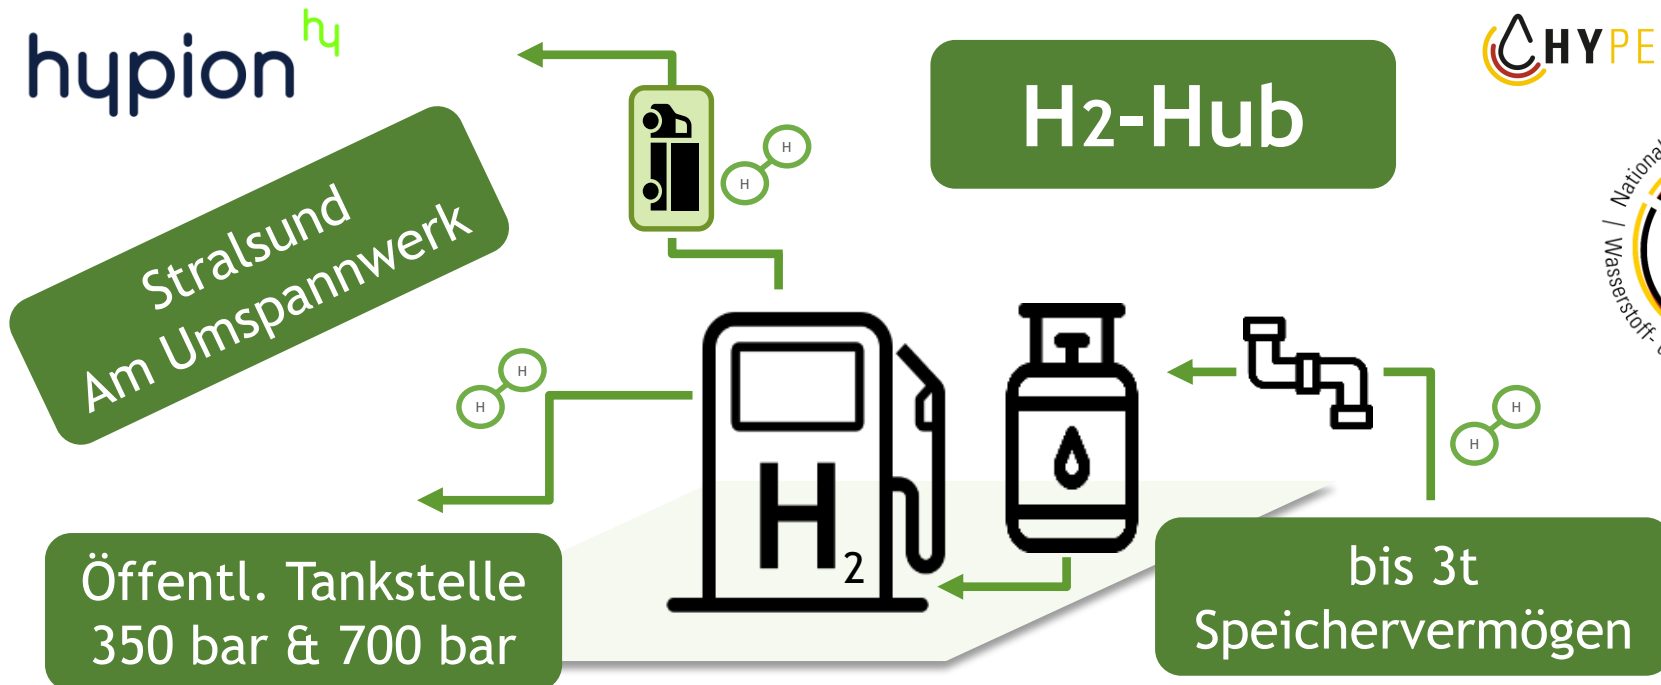 hypion hy
H2-Hub
HYPE
Stralsund
Am Umspannwerk
H
H
National
Wasserstoff-
H
H
H
H
H2
Öffentl. Tankstelle
350 bar & 700 bar
bis 3t
Speichervermögen